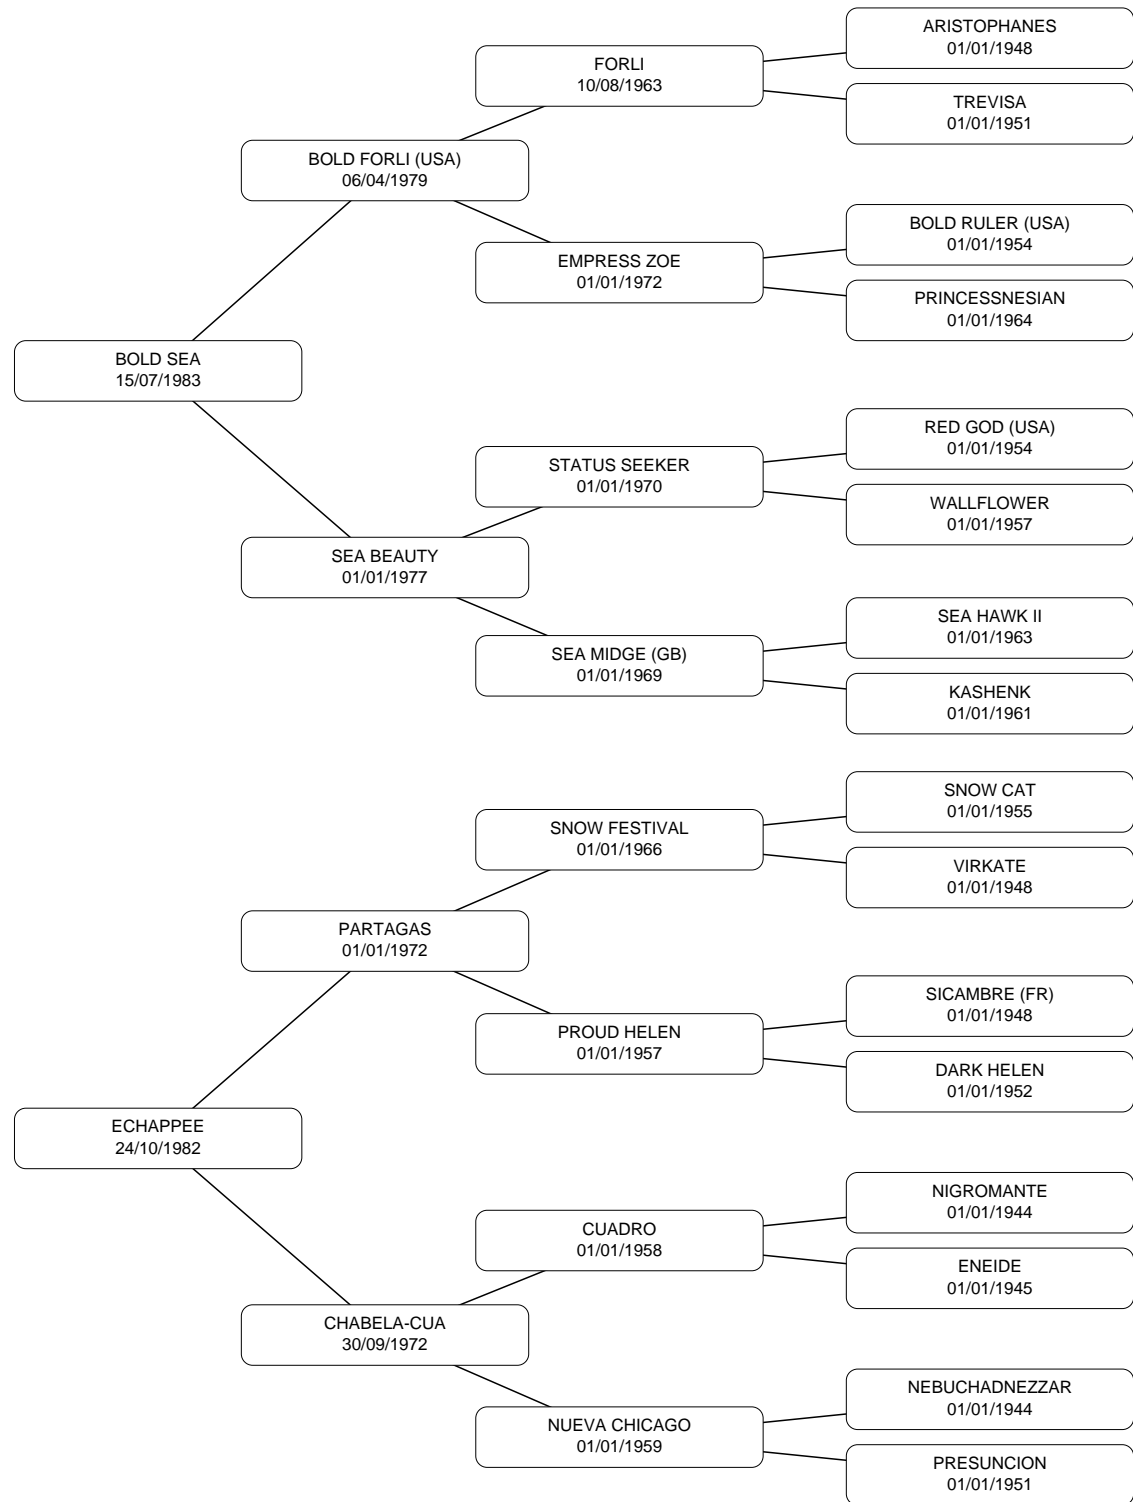 ARISTOPHANES
01/01/1948
FORLI
10/08/1963
TREVISA
01/01/1951
BOLD FORLI (USA)
06/04/1979
BOLD RULER (USA)
01/01/1954
EMPRESS ZOE
01/01/1972
PRINCESSNESIAN
01/01/1964
BOLD SEA
15/07/1983
RED GOD (USA)
01/01/1954
STATUS SEEKER
01/01/1970
WALLFLOWER
01/01/1957
SEA BEAUTY
01/01/1977
SEA HAWK II
01/01/1963
SEA MIDGE (GB)
01/01/1969
KASHENK
01/01/1961
SNOW CAT
01/01/1955
SNOW FESTIVAL
01/01/1966
VIRKATE
01/01/1948
PARTAGAS
01/01/1972
SICAMBRE (FR)
01/01/1948
PROUD HELEN
01/01/1957
DARK HELEN
01/01/1952
ECHAPPEE
24/10/1982
NIGROMANTE
01/01/1944
CUADRO
01/01/1958
ENEIDE
01/01/1945
CHABELA-CUA
30/09/1972
NEBUCHADNEZZAR
01/01/1944
NUEVA CHICAGO
01/01/1959
PRESUNCION
01/01/1951